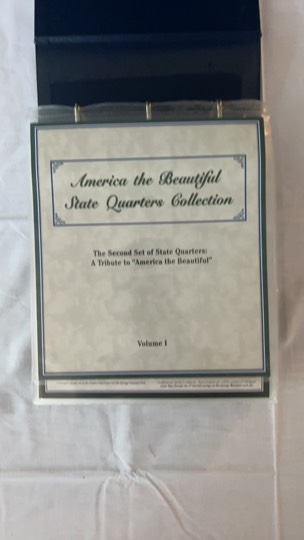 America the Beautiful
State Quarters Collection
The Second Set of State Quarters:
A Tribute to "America the Beautiful"
Volume I